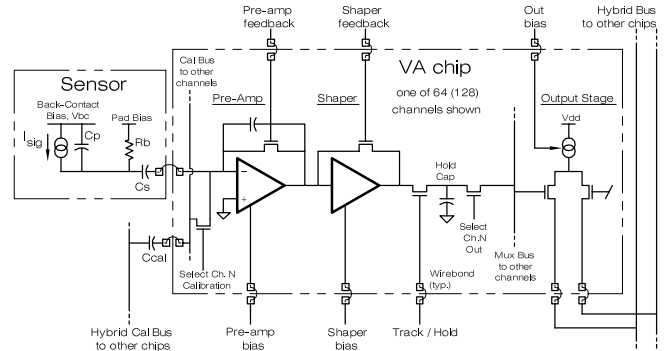 Pre-amp
feedback
Shaper
feedback
Out
bias
Hybrid Bus
to other chips
Sensor
Back-Contact
Bias, Vbc
Pad Bias
Isig
Cp
Rb
Cs
Cal Bus
to other
channels
VA chip
one of 64 (128)
channels shown
Pre-Amp
Shaper
Output Stage
Vdd
−
+
Hold
Cap
Select
Ch.N
Out
Mux Bus
to other
channels
Ccal
Select Ch. N
Calibration
Wirebond
(typ.)
Hybrid Cal Bus
to other chips
Pre-amp
bias
Shaper
bias
Track / Hold